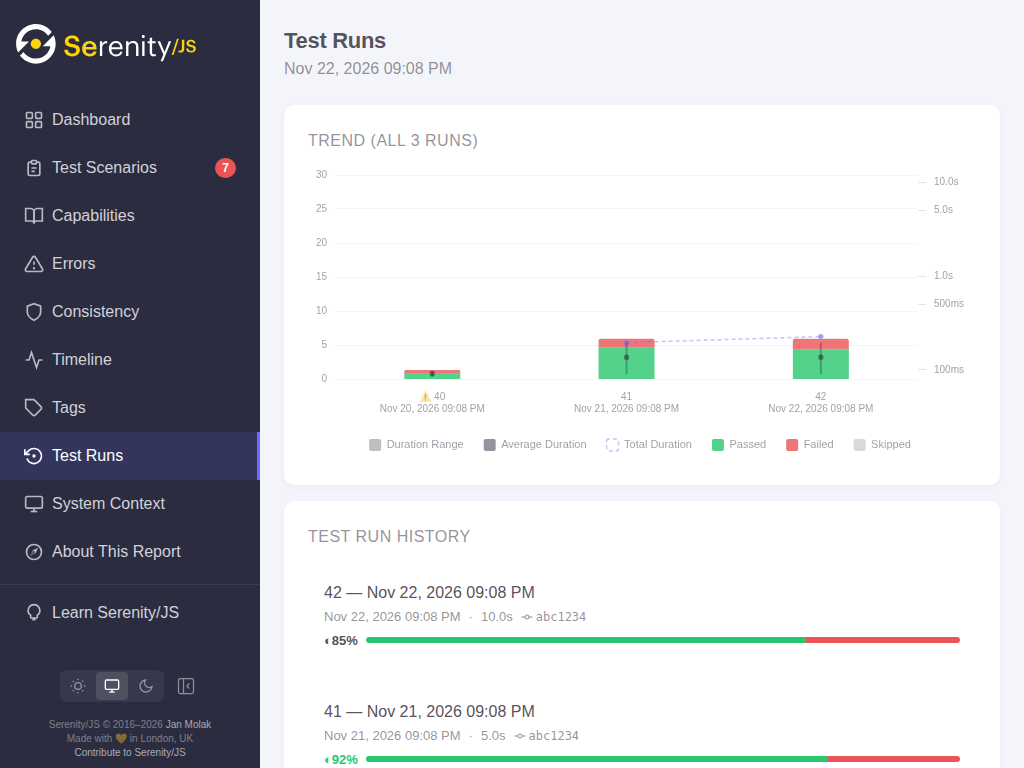 Serenity/JS
Dashboard
Test Scenarios 7
Capabilities
Errors
Consistency
Timeline
Tags
Test Runs
System Context
About This Report
Learn Serenity/JS
Serenity/JS © 2016–2026 Jan Molak
Made with 💛 in London, UK
Contribute to Serenity/JS
Test Runs
Nov 22, 2026 09:08 PM
TREND (ALL 3 RUNS)
30
25
20
15
10
5
0
10.0s
5.0s
1.0s
500ms
100ms
⚠️ 40
Nov 20, 2026 09:08 PM
41
Nov 21, 2026 09:08 PM
42
Nov 22, 2026 09:08 PM
Duration Range Average Duration Total Duration Passed Failed Skipped
TEST RUN HISTORY
42 — Nov 22, 2026 09:08 PM
Nov 22, 2026 09:08 PM · 10.0s abc1234
85%
41 — Nov 21, 2026 09:08 PM
Nov 21, 2026 09:08 PM · 5.0s abc1234
92%